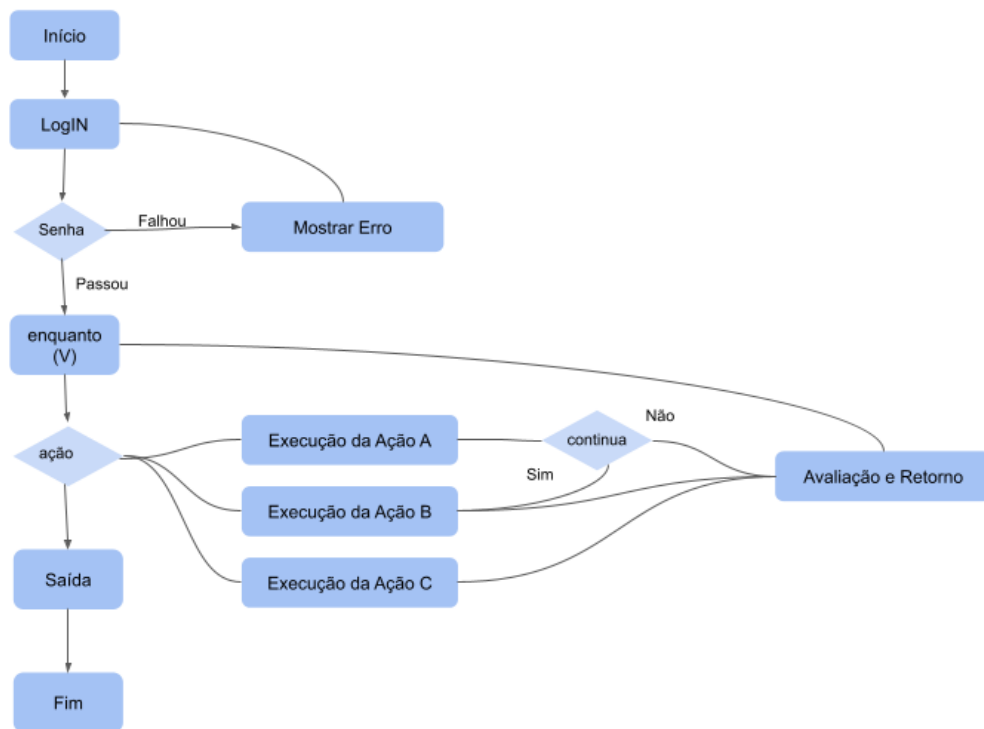 Início
LogIN
Senha
Falhou
Mostrar Erro
Passou
enquanto
(V)
ação
Execução da Ação A
continua
Não
Sim
Execução da Ação B
Avaliação e Retorno
Execução da Ação C
Saída
Fim